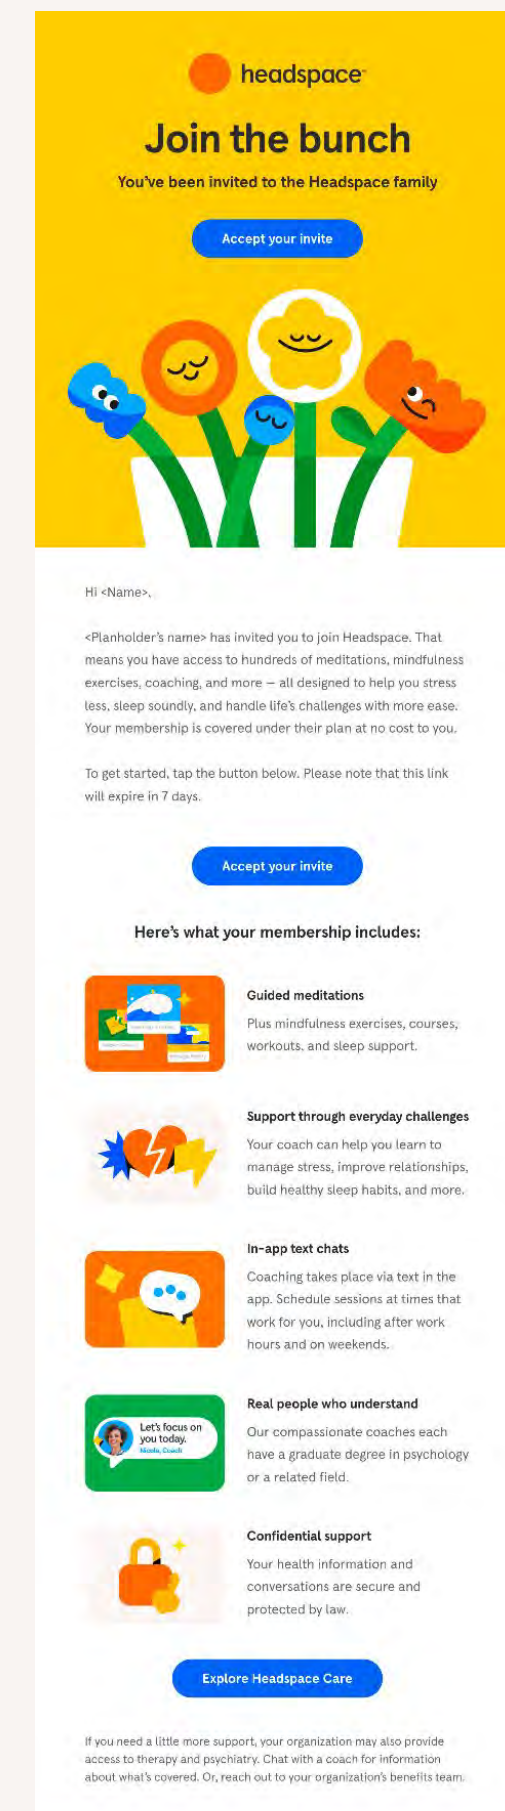 headspace
Join the bunch
You've been invited to the Headspace family
Accept your invite
Hi <Name>,
<Planholder's name> has invited you to join Headspace. That
means you have access to hundreds of meditations, mindfulness
exercises, coaching, and more — all designed to help you stress
less, sleep soundly, and handle life's challenges with more ease.
Your membership is covered under their plan at no cost to you.
To get started, tap the button below. Please note that this link
will expire in 7 days.
Accept your invite
Here's what your membership includes:
Guided meditations
Plus mindfulness exercises, courses,
workouts, and sleep support.
Support through everyday challenges
Your coach can help you learn to
manage stress, improve relationships,
build healthy sleep habits, and more.
In-app text chats
Coaching takes place via text in the
app. Schedule sessions at times that
work for you, including after work
hours and on weekends.
Let's focus on
you today.
Nicole, Coach
Real people who understand
Our compassionate coaches each
have a graduate degree in psychology
or a related field.
Confidential support
Your health information and
conversations are secure and
protected by law.
Explore Headspace Care
If you need a little more support, your organization may also provide
access to therapy and psychiatry. Chat with a coach for information
about what's covered. Or, reach out to your organization's benefits team.